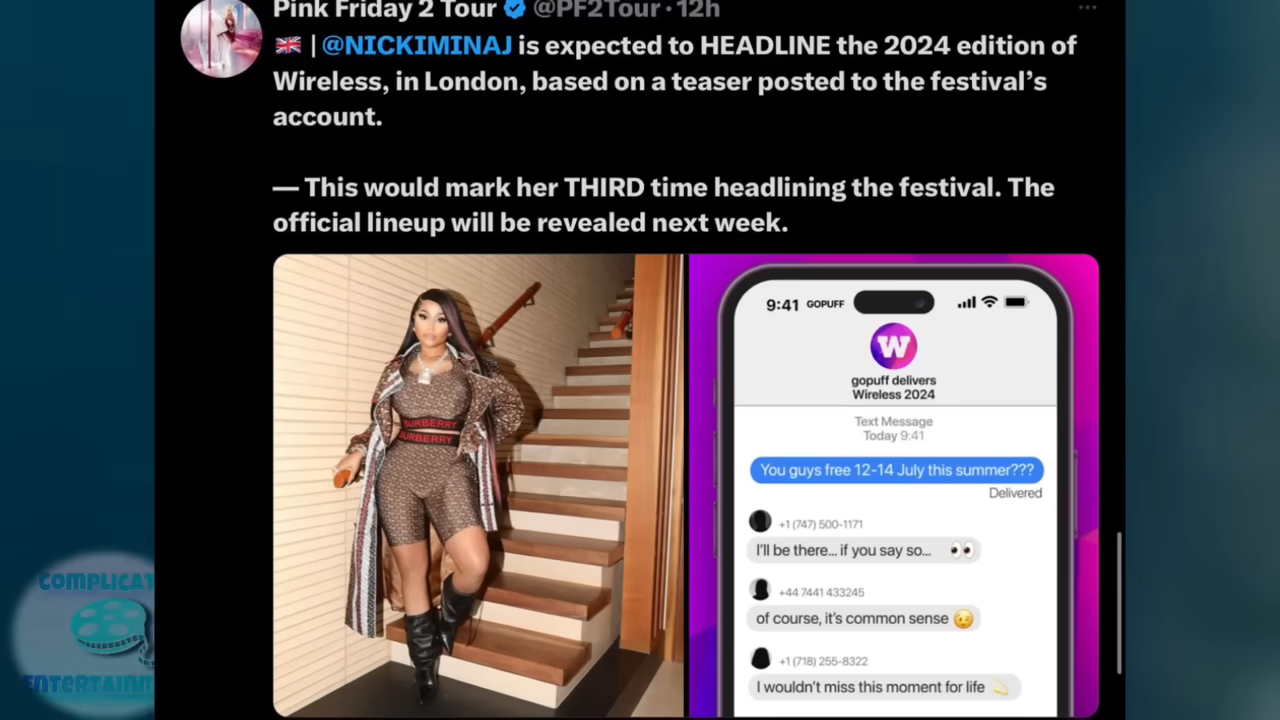 Pink Friday 2 Tour @PF2Tour · 12h
🇬🇧 | @NICKIMINAJ is expected to HEADLINE the 2024 edition of
Wireless, in London, based on a teaser posted to the festival's
account.
— This would mark her THIRD time headlining the festival. The
official lineup will be revealed next week.
BURBERRY
BURBERRY
9:41 GOPUFF
W
gopuff delivers
Wireless 2024
Text Message
Today 9:41
You guys free 12-14 July this summer???
Delivered
+1 (747) 500-1171
I'll be there... if you say so... 👀
+44 7441 433245
of course, it's common sense 😉
+1 (718) 255-8322
I wouldn't miss this moment for life 💫